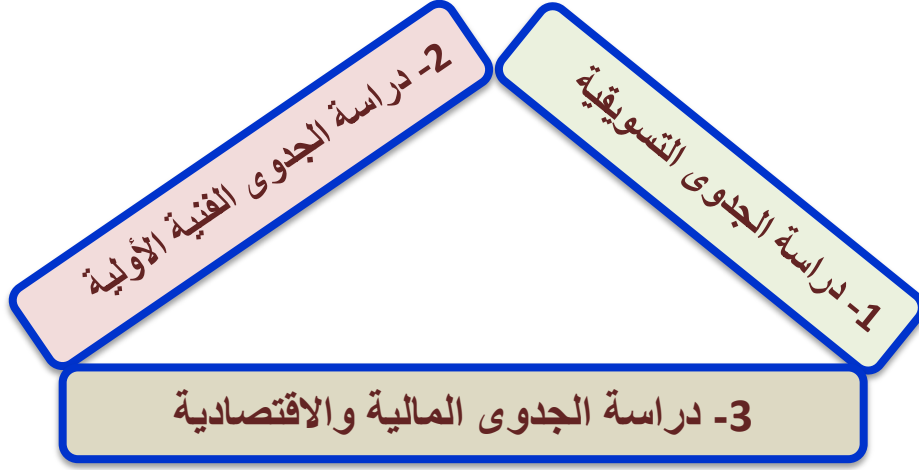 1- دراسة الجدوى التسويقية
2- دراسة الجدوى الفنية الأولية
3- دراسة الجدوى المالية والاقتصادية